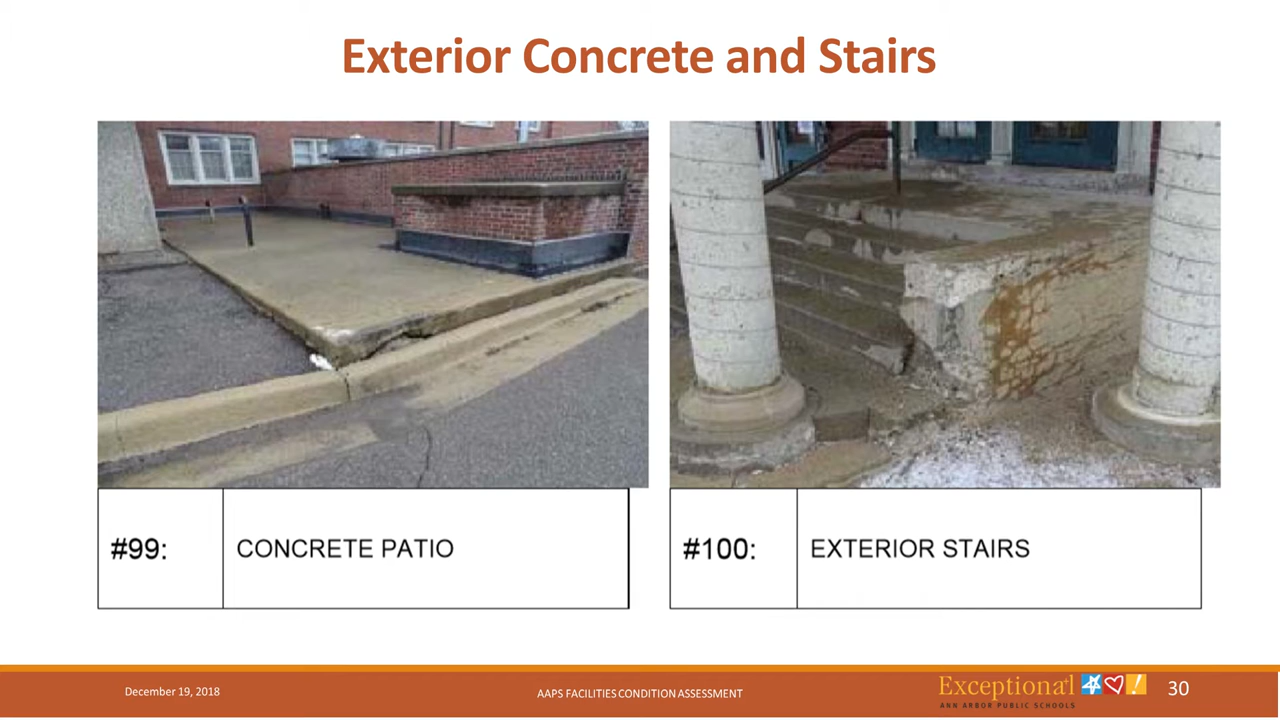 Exterior Concrete and Stairs
#99:
CONCRETE PATIO
#100:
EXTERIOR STAIRS
December 19, 2018
AAPS FACILITIES CONDITION ASSESSMENT
Exceptional
ANN ARBOR PUBLIC SCHOOLS
30